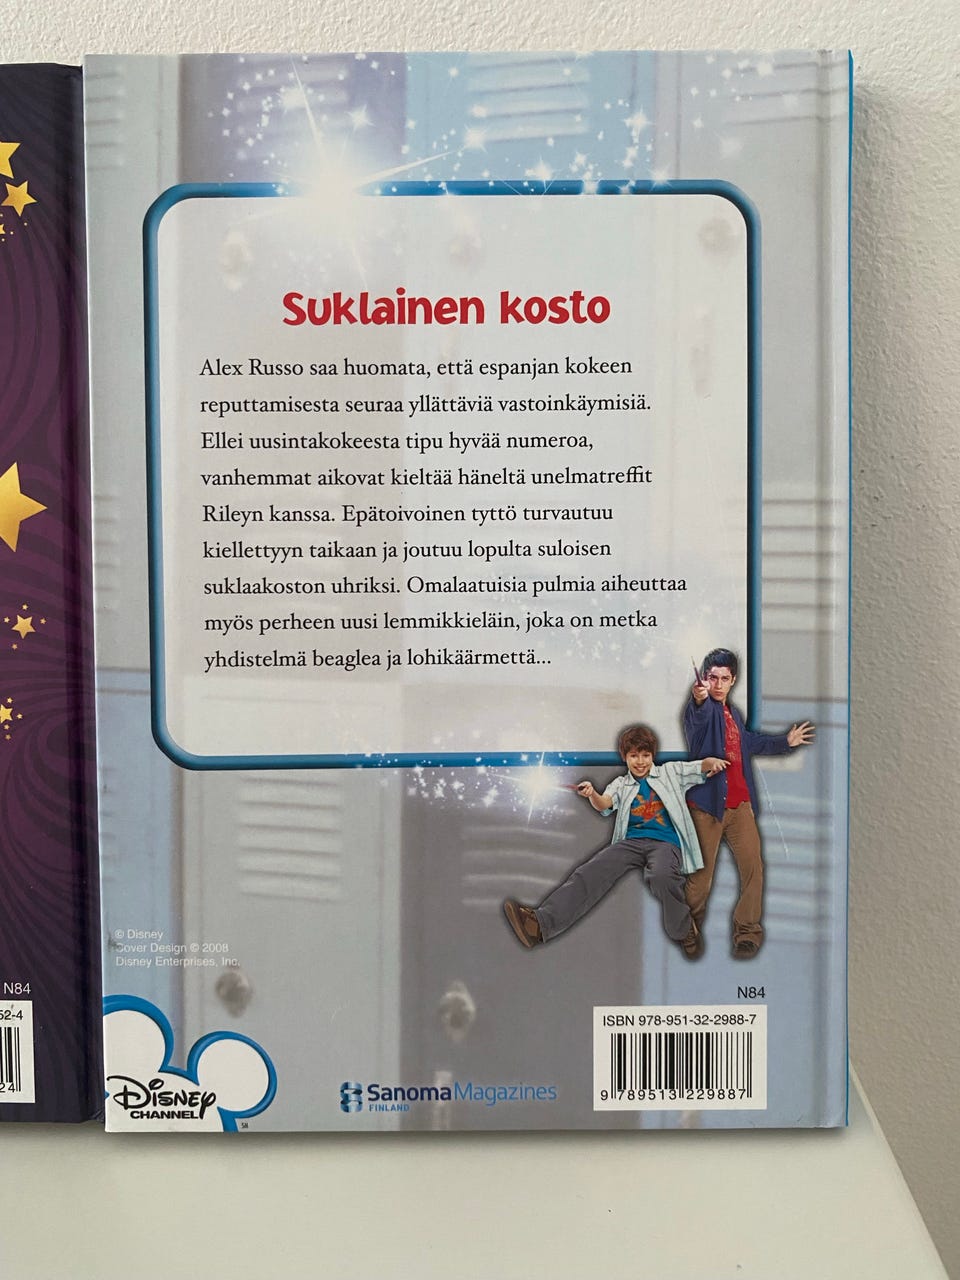 Suklainen kosto
Alex Russo saa huomata, että espanjan kokeen
reputtamisesta seuraa yllättäviä vastoinkäymisiä.
Ellei uusintakokeesta tipu hyvää numeroa,
vanhemmat aikovat kieltää häneltä unelmatreffit
Rileyn kanssa. Epätoivoinen tyttö turvautuu
kiellettyyn taikaan ja joutuu lopulta suloisen
suklaakoston uhriksi. Omalaatuisia pulmia aiheuttaa
myös perheen uusi lemmikkieläin, joka on metka
yhdistelmä beaglea ja lohikäärmettä...
© Disney
Cover Design © 2008
Disney Enterprises, Inc.
N84
52-4
24
N84
ISBN 978-951-32-2988-7
9 789513 229887
Disney
CHANNEL
SanomaMagazines
FINLAND